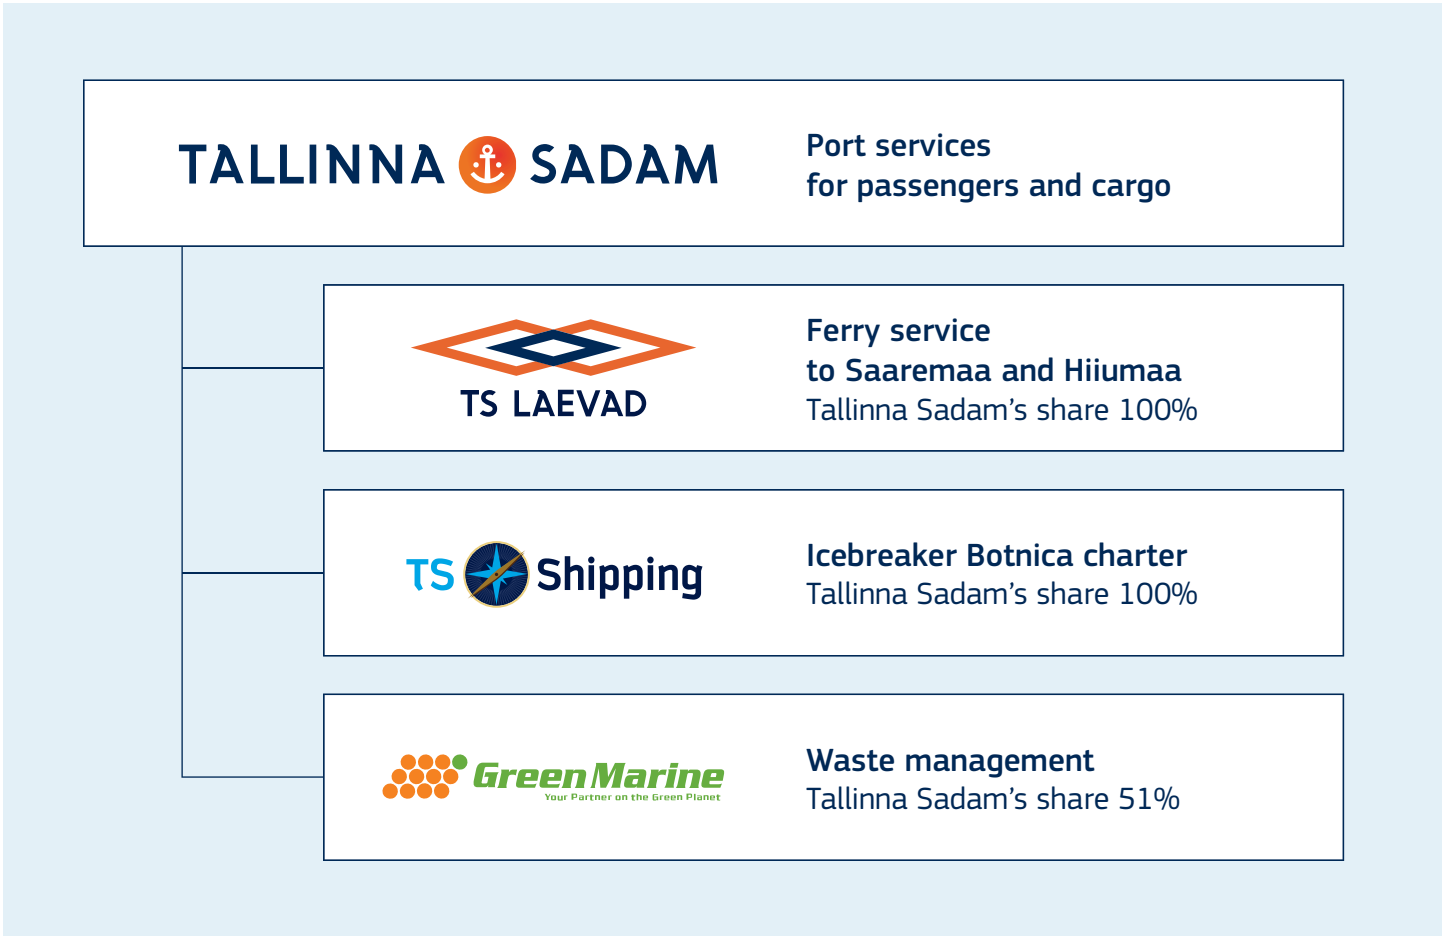 TALLINNA SADAM
Port services
for passengers and cargo
TS LAEVAD
Ferry service
to Saaremaa and Hiiumaa
Tallinna Sadam’s share 100%
TS Shipping
Icebreaker Botnica charter
Tallinna Sadam’s share 100%
Green Marine
Your Partner on the Green Planet
Waste management
Tallinna Sadam’s share 51%